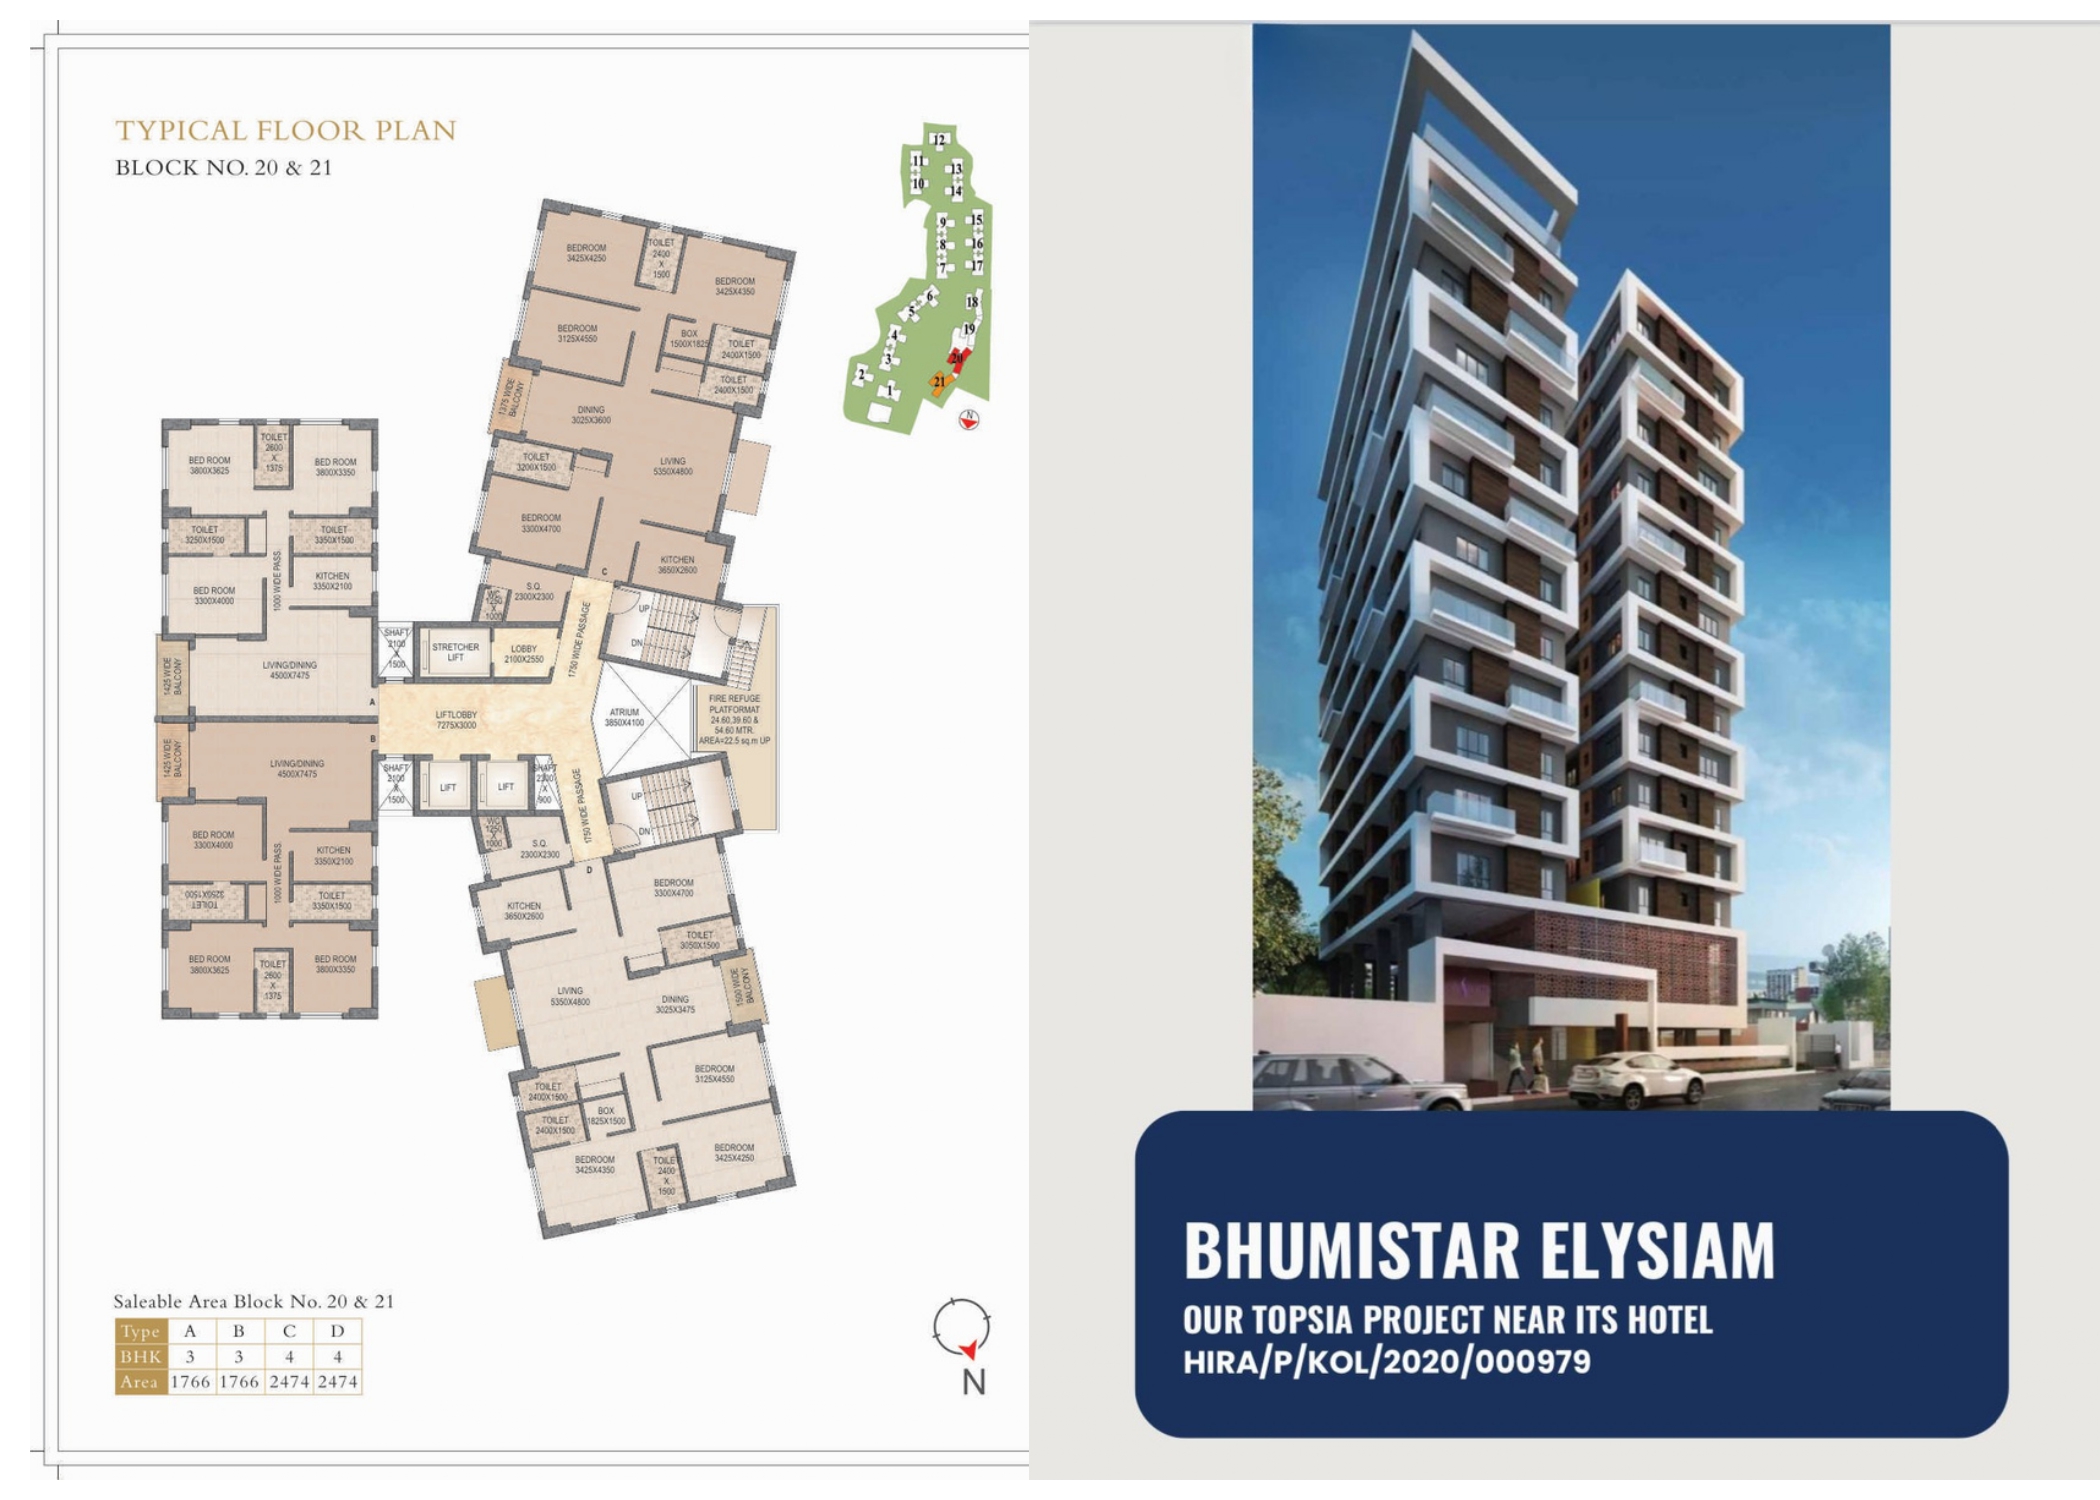 TYPICAL FLOOR PLAN
BLOCK NO. 20 & 21
12
11
13
10
14
9
15
8
16
7
17
6
18
5
4
19
3
20
2
21
1
N
BEDROOM
3425X4250
TOILET
2400
X
1500
BEDROOM
3425X4350
BEDROOM
3125X4550
BOX
1500X1825
TOILET
2400X1500
TOILET
2400X1500
1375 WIDE
BALCONY
DINING
3025X3600
TOILET
3200X1500
LIVING
5350X4800
BEDROOM
3300X4700
KITCHEN
3650X2600
C
S.Q.
2300X2300
WC
1250
X
1000
BED ROOM
3800X3625
TOILET
2600
X
1375
BED ROOM
3800X3350
TOILET
3250X1500
TOILET
3350X1500
1000 WIDE PASS.
KITCHEN
3350X2100
BED ROOM
3300X4000
1425 WIDE
BALCONY
LIVING/DINING
4500X7475
A
SHAFT
2100
X
1500
STRETCHER
LIFT
LOBBY
2100X2550
1750 WIDE PASSAGE
UP
DN
LIFTLOBBY
7275X3000
ATRIUM
3850X4100
FIRE REFUGE
PLATFORMAT
24.60,39.60 &
54.60 MTR.
AREA=22.5 sq.m UP
B
1425 WIDE
BALCONY
LIVING/DINING
4500X7475
SHAFT
2100
X
1500
LIFT
LIFT
SHAFT
2300
X
900
1750 WIDE PASSAGE
UP
DN
BED ROOM
3300X4000
KITCHEN
3350X2100
1000 WIDE PASS.
TOILET
3250X1500
TOILET
3350X1500
BED ROOM
3800X3625
TOILET
2600
X
1375
BED ROOM
3800X3350
WC
1250
X
1000
S.Q.
2300X2300
D
KITCHEN
3650X2600
BEDROOM
3300X4700
TOILET
3050X1500
LIVING
5350X4800
DINING
3025X3475
1500 WIDE
BALCONY
TOILET
2400X1500
BEDROOM
3125X4550
BOX
1825X1500
TOILET
2400X1500
BEDROOM
3425X4350
TOILET
2400
X
1500
BEDROOM
3425X4250
Saleable Area Block No. 20 & 21
Type A B C D
BHK 3 3 4 4
Area 1766 1766 2474 2474
N
BHUMISTAR ELYSIAM
OUR TOPSIA PROJECT NEAR ITS HOTEL
HIRA/P/KOL/2020/000979